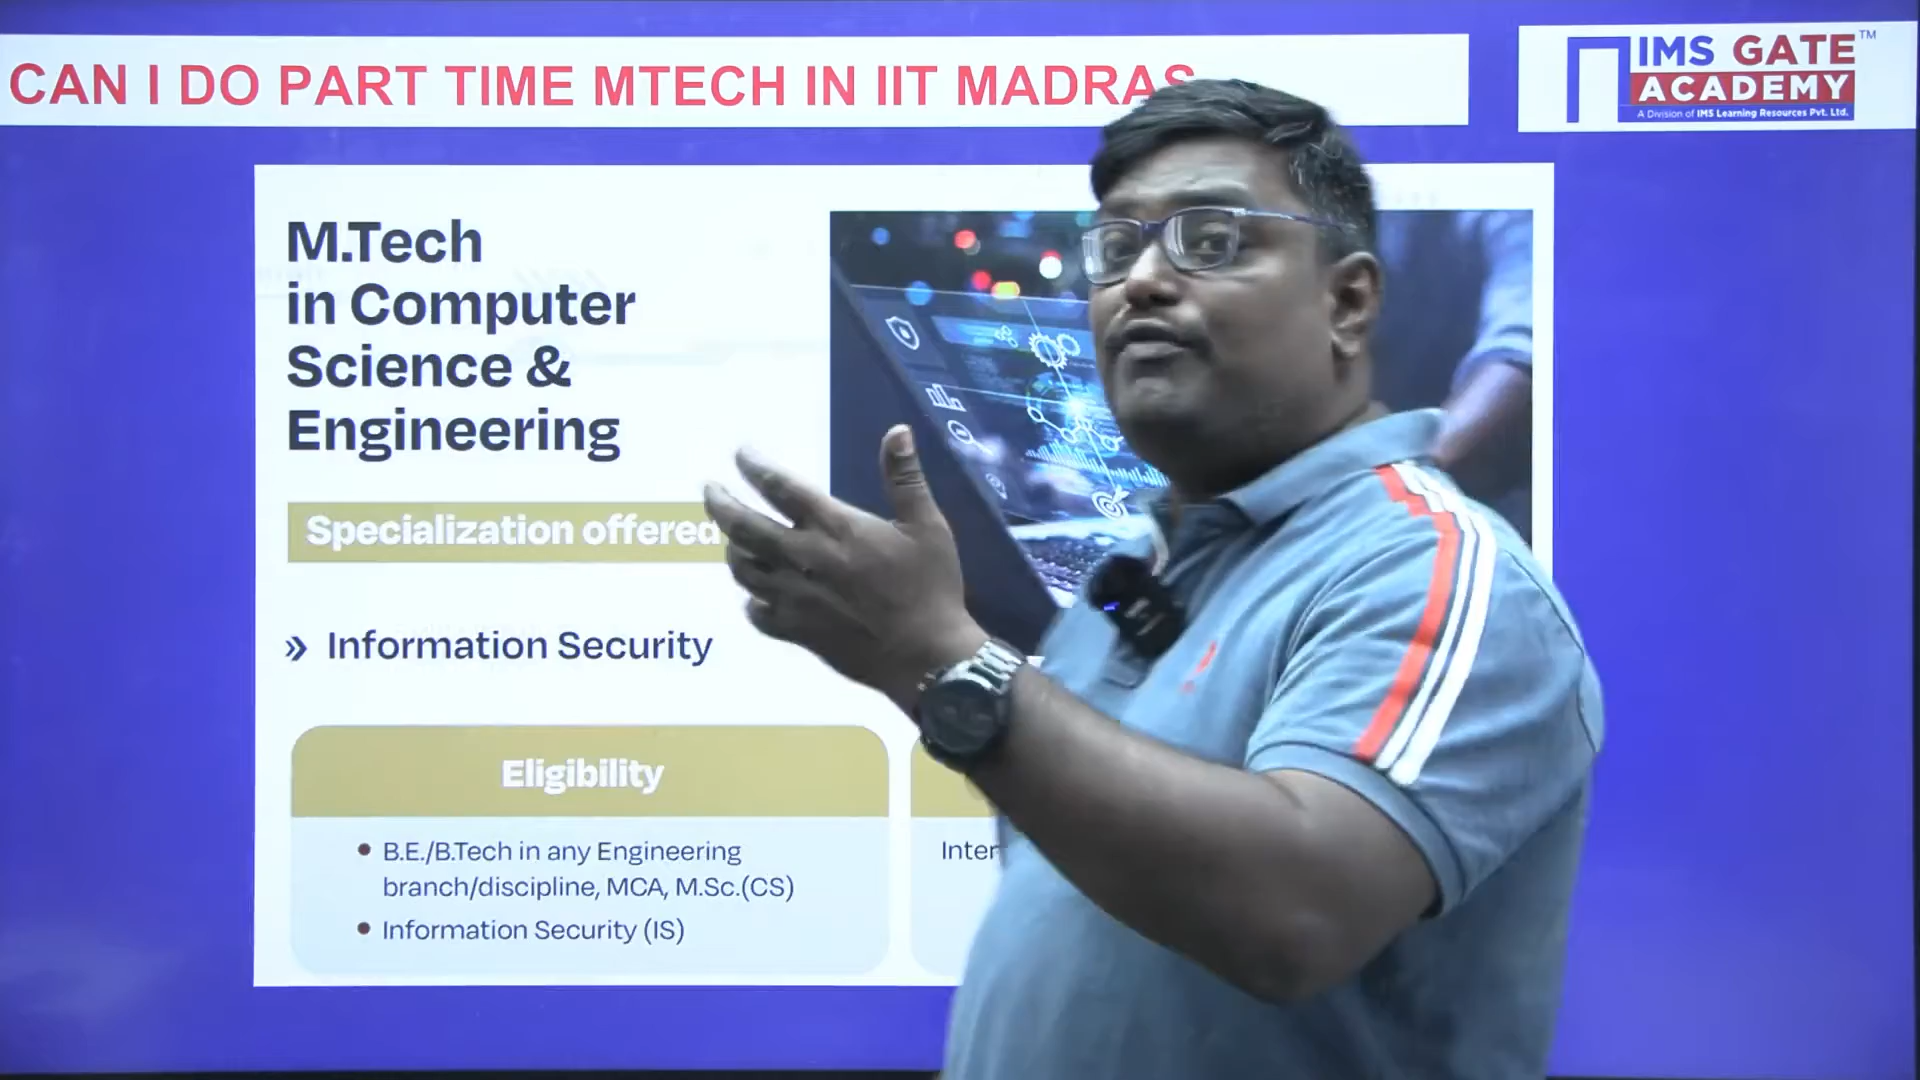 CAN I DO PART TIME MTECH IN IIT MADRAS
IMS GATE
ACADEMY
TM
A Division of IMS Learning Resources Pvt. Ltd.
M.Tech
in Computer
Science &
Engineering
Specialization offered
» Information Security
Eligibility
• B.E./B.Tech in any Engineering
branch/discipline, MCA, M.Sc.(CS)
• Information Security (IS)